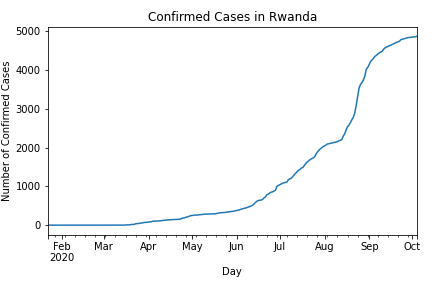 Confirmed Cases in Rwanda
Number of Confirmed Cases
5000
4000
3000
2000
1000
0
Feb Mar Apr May Jun Jul Aug Sep Oct
2020
Day